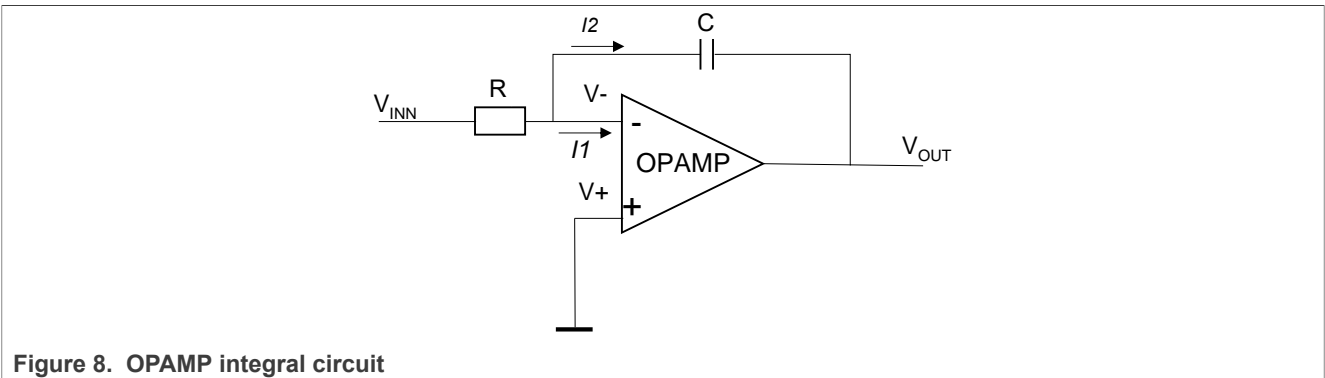 I2
C
R
V-
VINN
-
I1
OPAMP
VOUT
V+
+
Figure 8. OPAMP integral circuit